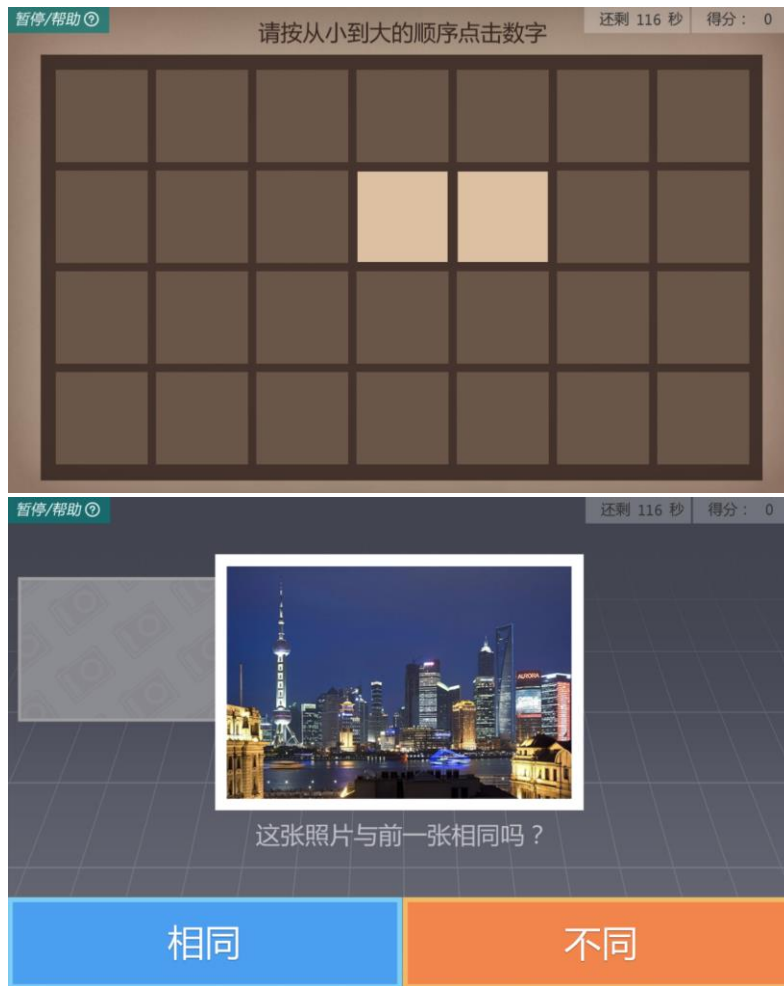 暂停/帮助?
还剩 116 秒
得分: 0
请按从小到大的顺序点击数字
暂停/帮助?
还剩 116 秒
得分: 0
AURORA
这张照片与前一张相同吗?
相同
不同